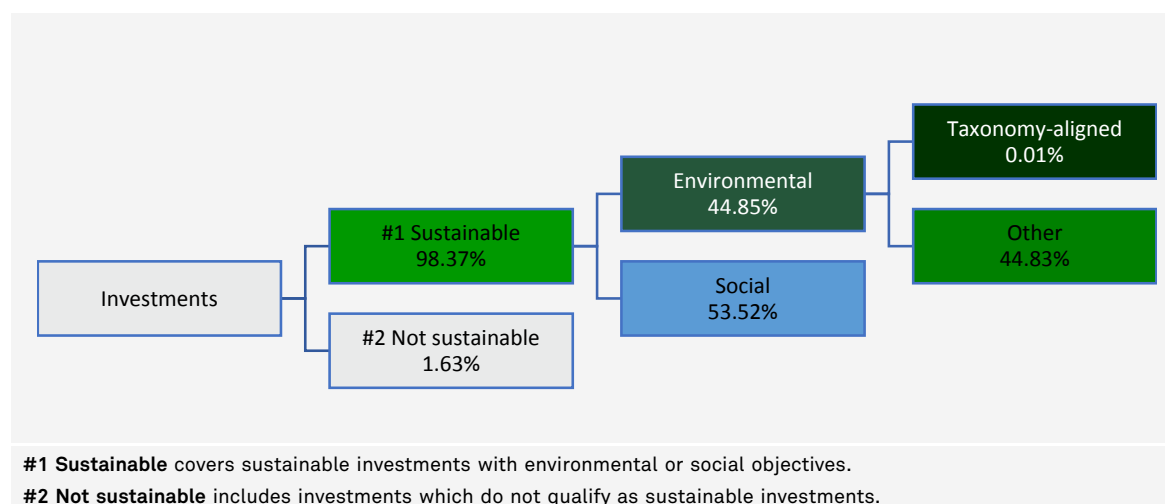 Investments
#1 Sustainable
98.37%
#2 Not sustainable
1.63%
Environmental
44.85%
Social
53.52%
Taxonomy-aligned
0.01%
Other
44.83%
#1 Sustainable covers sustainable investments with environmental or social objectives.
#2 Not sustainable includes investments which do not qualify as sustainable investments.